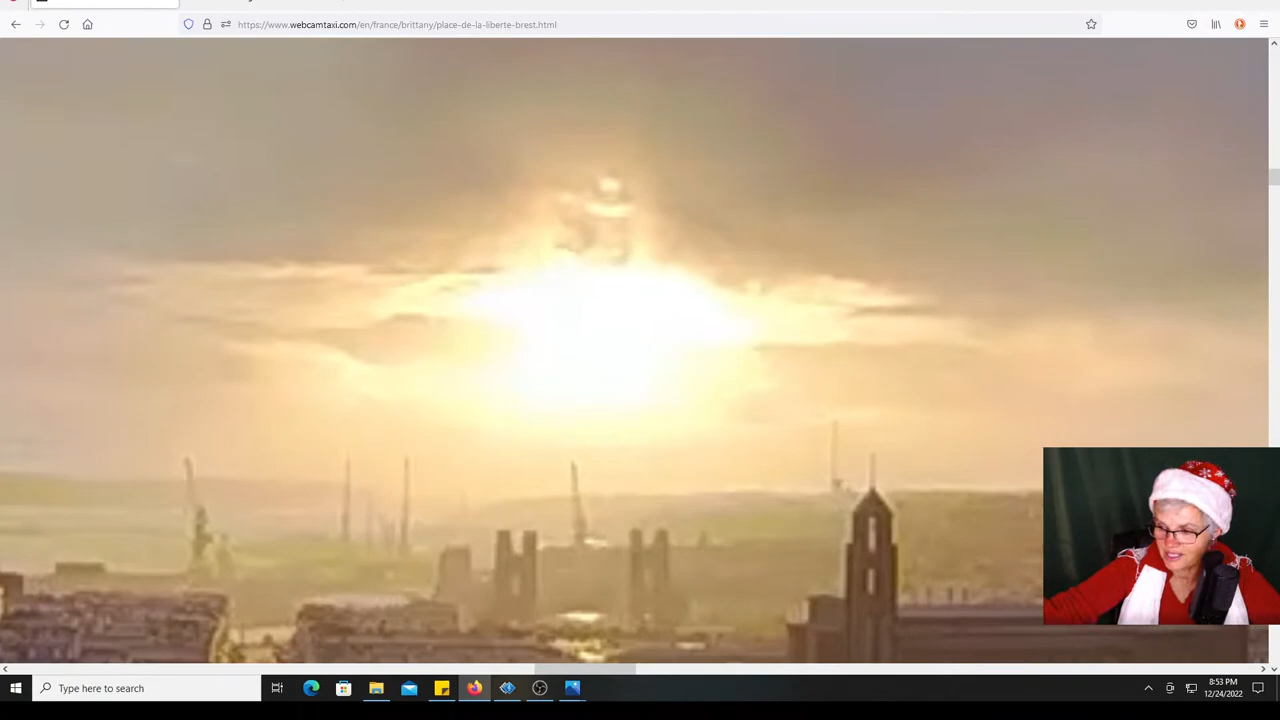 https://www.webcamtaxi.com/en/france/brittany/place-de-la-liberte-brest.html
Type here to search
8:53 PM
12/24/2022